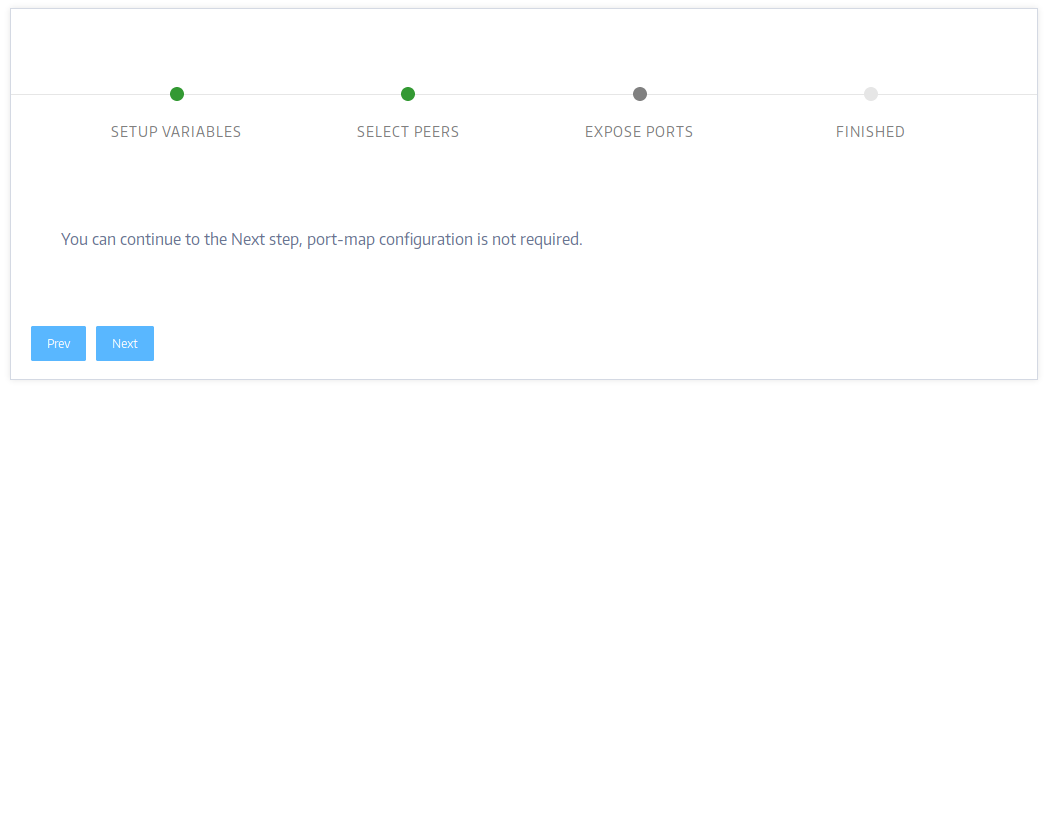 SETUP VARIABLES
SELECT PEERS
EXPOSE PORTS
FINISHED
You can continue to the Next step, port-map configuration is not required.
Prev
Next